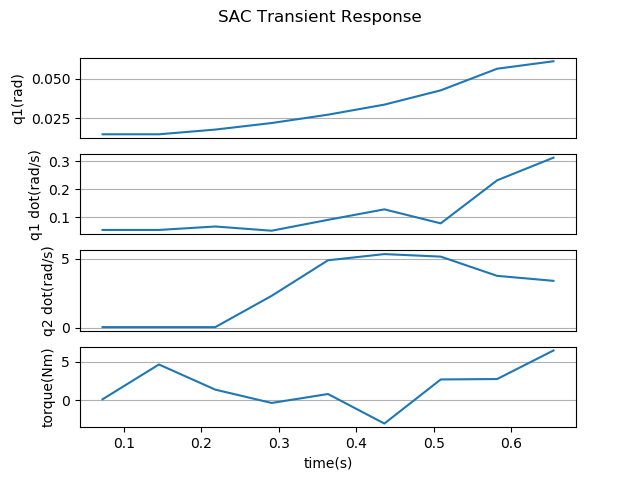 SAC Transient Response
q1(rad)
0.050
0.025
q1 dot(rad/s)
0.3
0.2
0.1
q2 dot(rad/s)
5
0
torque(Nm)
5
0
0.1 0.2 0.3 0.4 0.5 0.6
time(s)